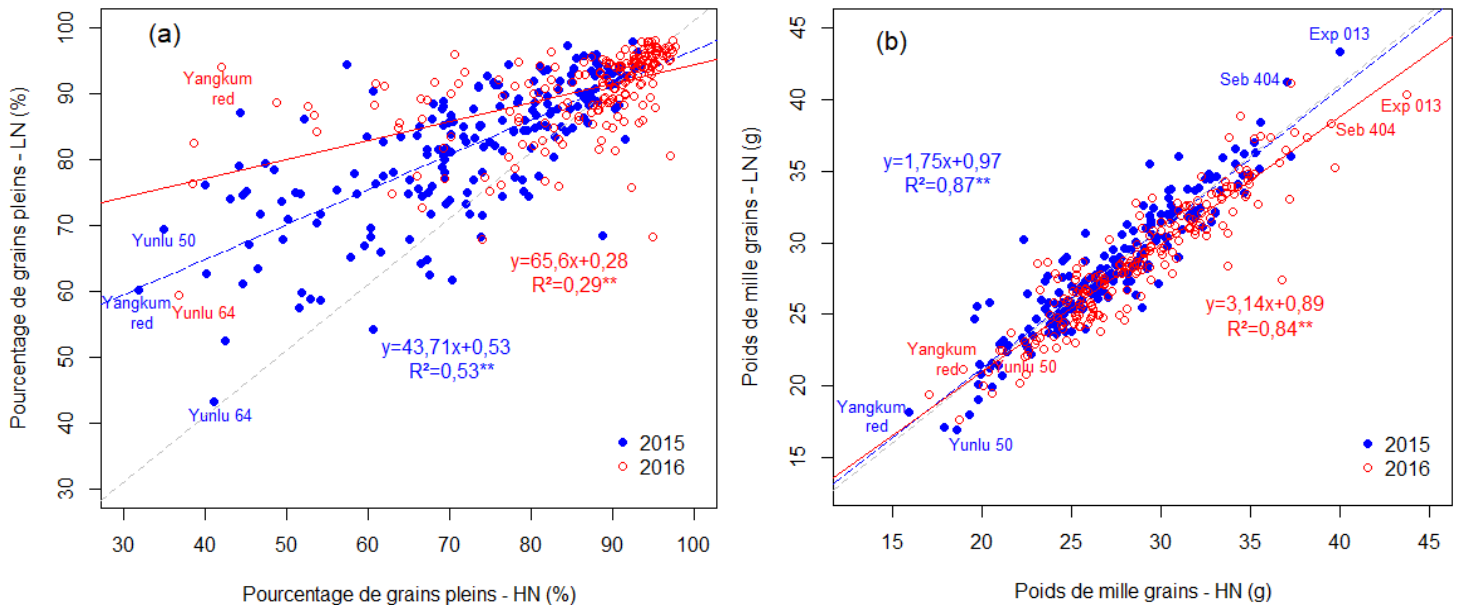 (a)
Pourcentage de grains pleins - LN (%)
100
90
80
70
60
50
40
30
Yangkum
red
Yunlu 50
Yangkum
red
Yunlu 64
Yunlu 64
y=65,6x+0,28
R²=0,29**
y=43,71x+0,53
R²=0,53**
2015
2016
30 40 50 60 70 80 90 100
Pourcentage de grains pleins - HN (%)
(b)
Poids de mille grains - LN (g)
45
40
35
30
25
20
15
Exp 013
Seb 404
Exp 013
Seb 404
y=1,75x+0,97
R²=0,87**
y=3,14x+0,89
R²=0,84**
Yangkum
red
Yunlu 50
Yangkum
red
Yunlu 50
2015
2016
15 20 25 30 35 40 45
Poids de mille grains - HN (g)